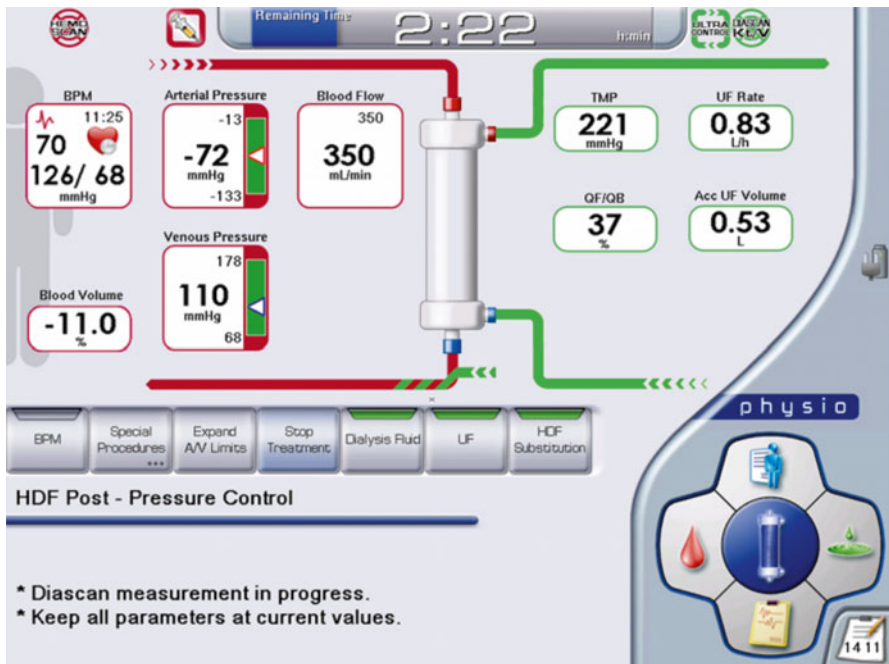 HEMO
SCAN
Remaining Time
2:22
h:min
ULTRA
CONTROL
DIASCAN
BPM
11:25
70
126/ 68
mmHg
Arterial Pressure
-13
-72
mmHg
-133
Blood Flow
350
350
mL/min
TMP
221
mmHg
UF Rate
0.83
L/h
QF/QB
37
%
Acc UF Volume
0.53
L
Venous Pressure
178
110
mmHg
68
Blood Volume
-11.0
%
physio
BPM
Special
Procedures
Expand
A/V Limits
Stop
Treatment
Dialysis Fluid
UF
HDF
Substitution
HDF Post - Pressure Control
* Diascan measurement in progress.
* Keep all parameters at current values.
14 11